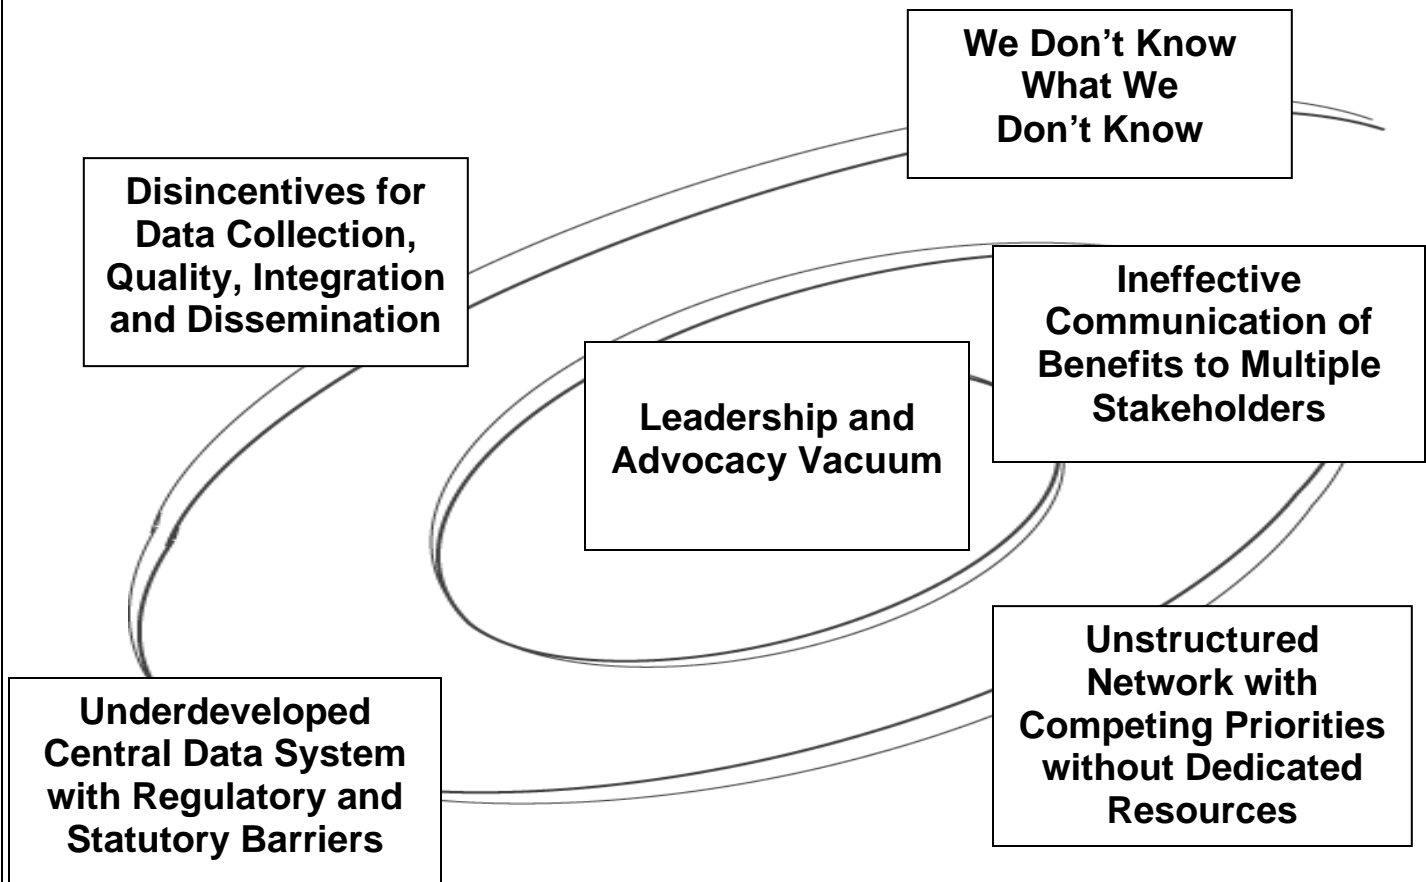 We Don’t Know
What We
Don’t Know
Disincentives for
Data Collection,
Quality, Integration
and Dissemination
Ineffective
Communication of
Benefits to Multiple
Stakeholders
Leadership and
Advocacy Vacuum
Unstructured
Network with
Competing Priorities
without Dedicated
Resources
Underdeveloped
Central Data System
with Regulatory and
Statutory Barriers